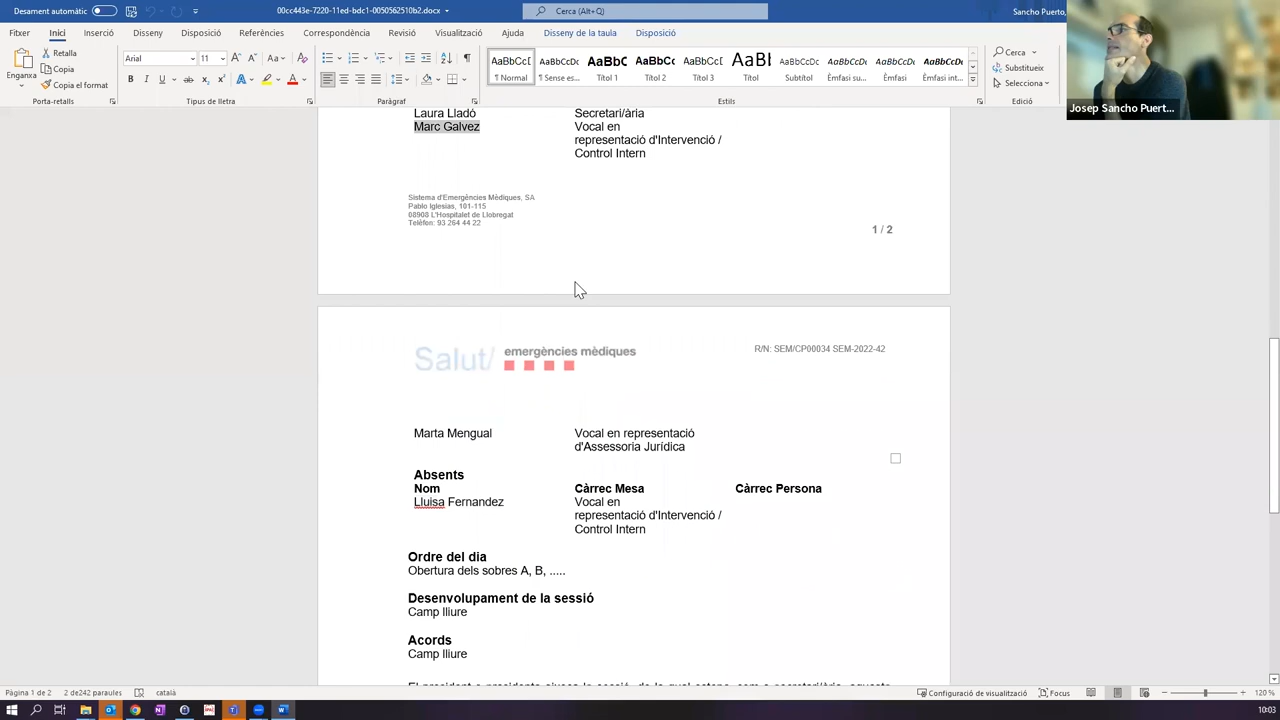 Desament automàtic
00cc443e-7220-11ed-bdc1-0050562510b2.docx
Cerca (Alt+Q)
Sancho Puerto,
Fitxer Inici Inserció Dibuix Disseny Disposició Referències Correspondència Revisió Visualització Ajuda Disseny de la taula Disposició
Enganxa
Retalla
Copia
Copia el format
Porta-retalls
Arial 11
Tipus de lletra
Paràgraf
¶ Normal
¶ Sense es...
Títol 1
Títol 2
Títol 3
Títol
Subtítol
Èmfasi su...
Èmfasi
Èmfasi int...
Estils
Cerca
Substitueix
Selecciona
Edició
Josep Sancho Puert...
Laura Lladó Secretari/ària
Marc Galvez Vocal en
representació d'Intervenció /
Control Intern
Sistema d'Emergències Mèdiques, SA
Pablo Iglesias, 101-115
08908 L'Hospitalet de Llobregat
Telèfon: 93 264 44 22
1 / 2
Salut/ emergències mèdiques
R/N: SEM/CP00034 SEM-2022-42
Marta Mengual Vocal en representació
d'Assessoria Jurídica
Absents
Nom Càrrec Mesa Càrrec Persona
Lluisa Fernandez Vocal en
representació d'Intervenció /
Control Intern
Ordre del dia
Obertura dels sobres A, B, .....
Desenvolupament de la sessió
Camp lliure
Acords
Camp lliure
Pàgina 1 de 2 2 de242 paraules català
Configuració de visualització Focus 120 %
10:03